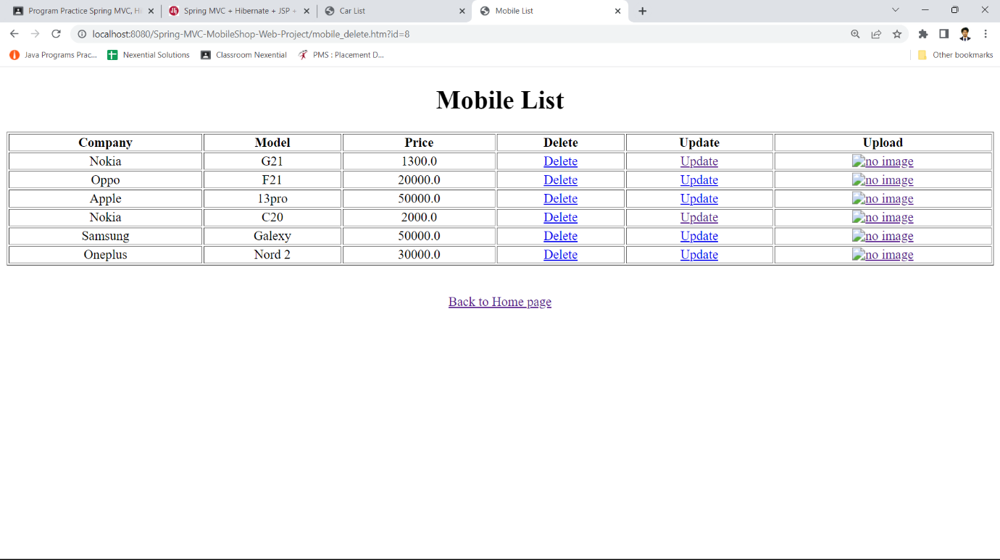 Program Practice Spring MVC, Hi
Spring MVC + Hibernate + JSP +
Car List
Mobile List
localhost:8080/Spring-MVC-MobileShop-Web-Project/mobile_delete.htm?id=8
Java Programs Prac... Nexential Solutions Classroom Nexential PMS : Placement D... Other bookmarks
Mobile List
Company Model Price Delete Update Upload
Nokia G21 1300.0 Delete Update no image
Oppo F21 20000.0 Delete Update no image
Apple 13pro 50000.0 Delete Update no image
Nokia C20 2000.0 Delete Update no image
Samsung Galexy 50000.0 Delete Update no image
Oneplus Nord 2 30000.0 Delete Update no image
Back to Home page